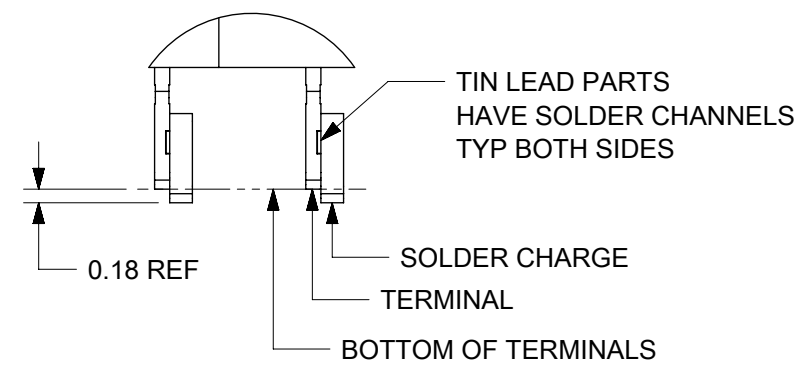 TIN LEAD PARTS
HAVE SOLDER CHANNELS
TYP BOTH SIDES
0.18 REF
SOLDER CHARGE
TERMINAL
BOTTOM OF TERMINALS